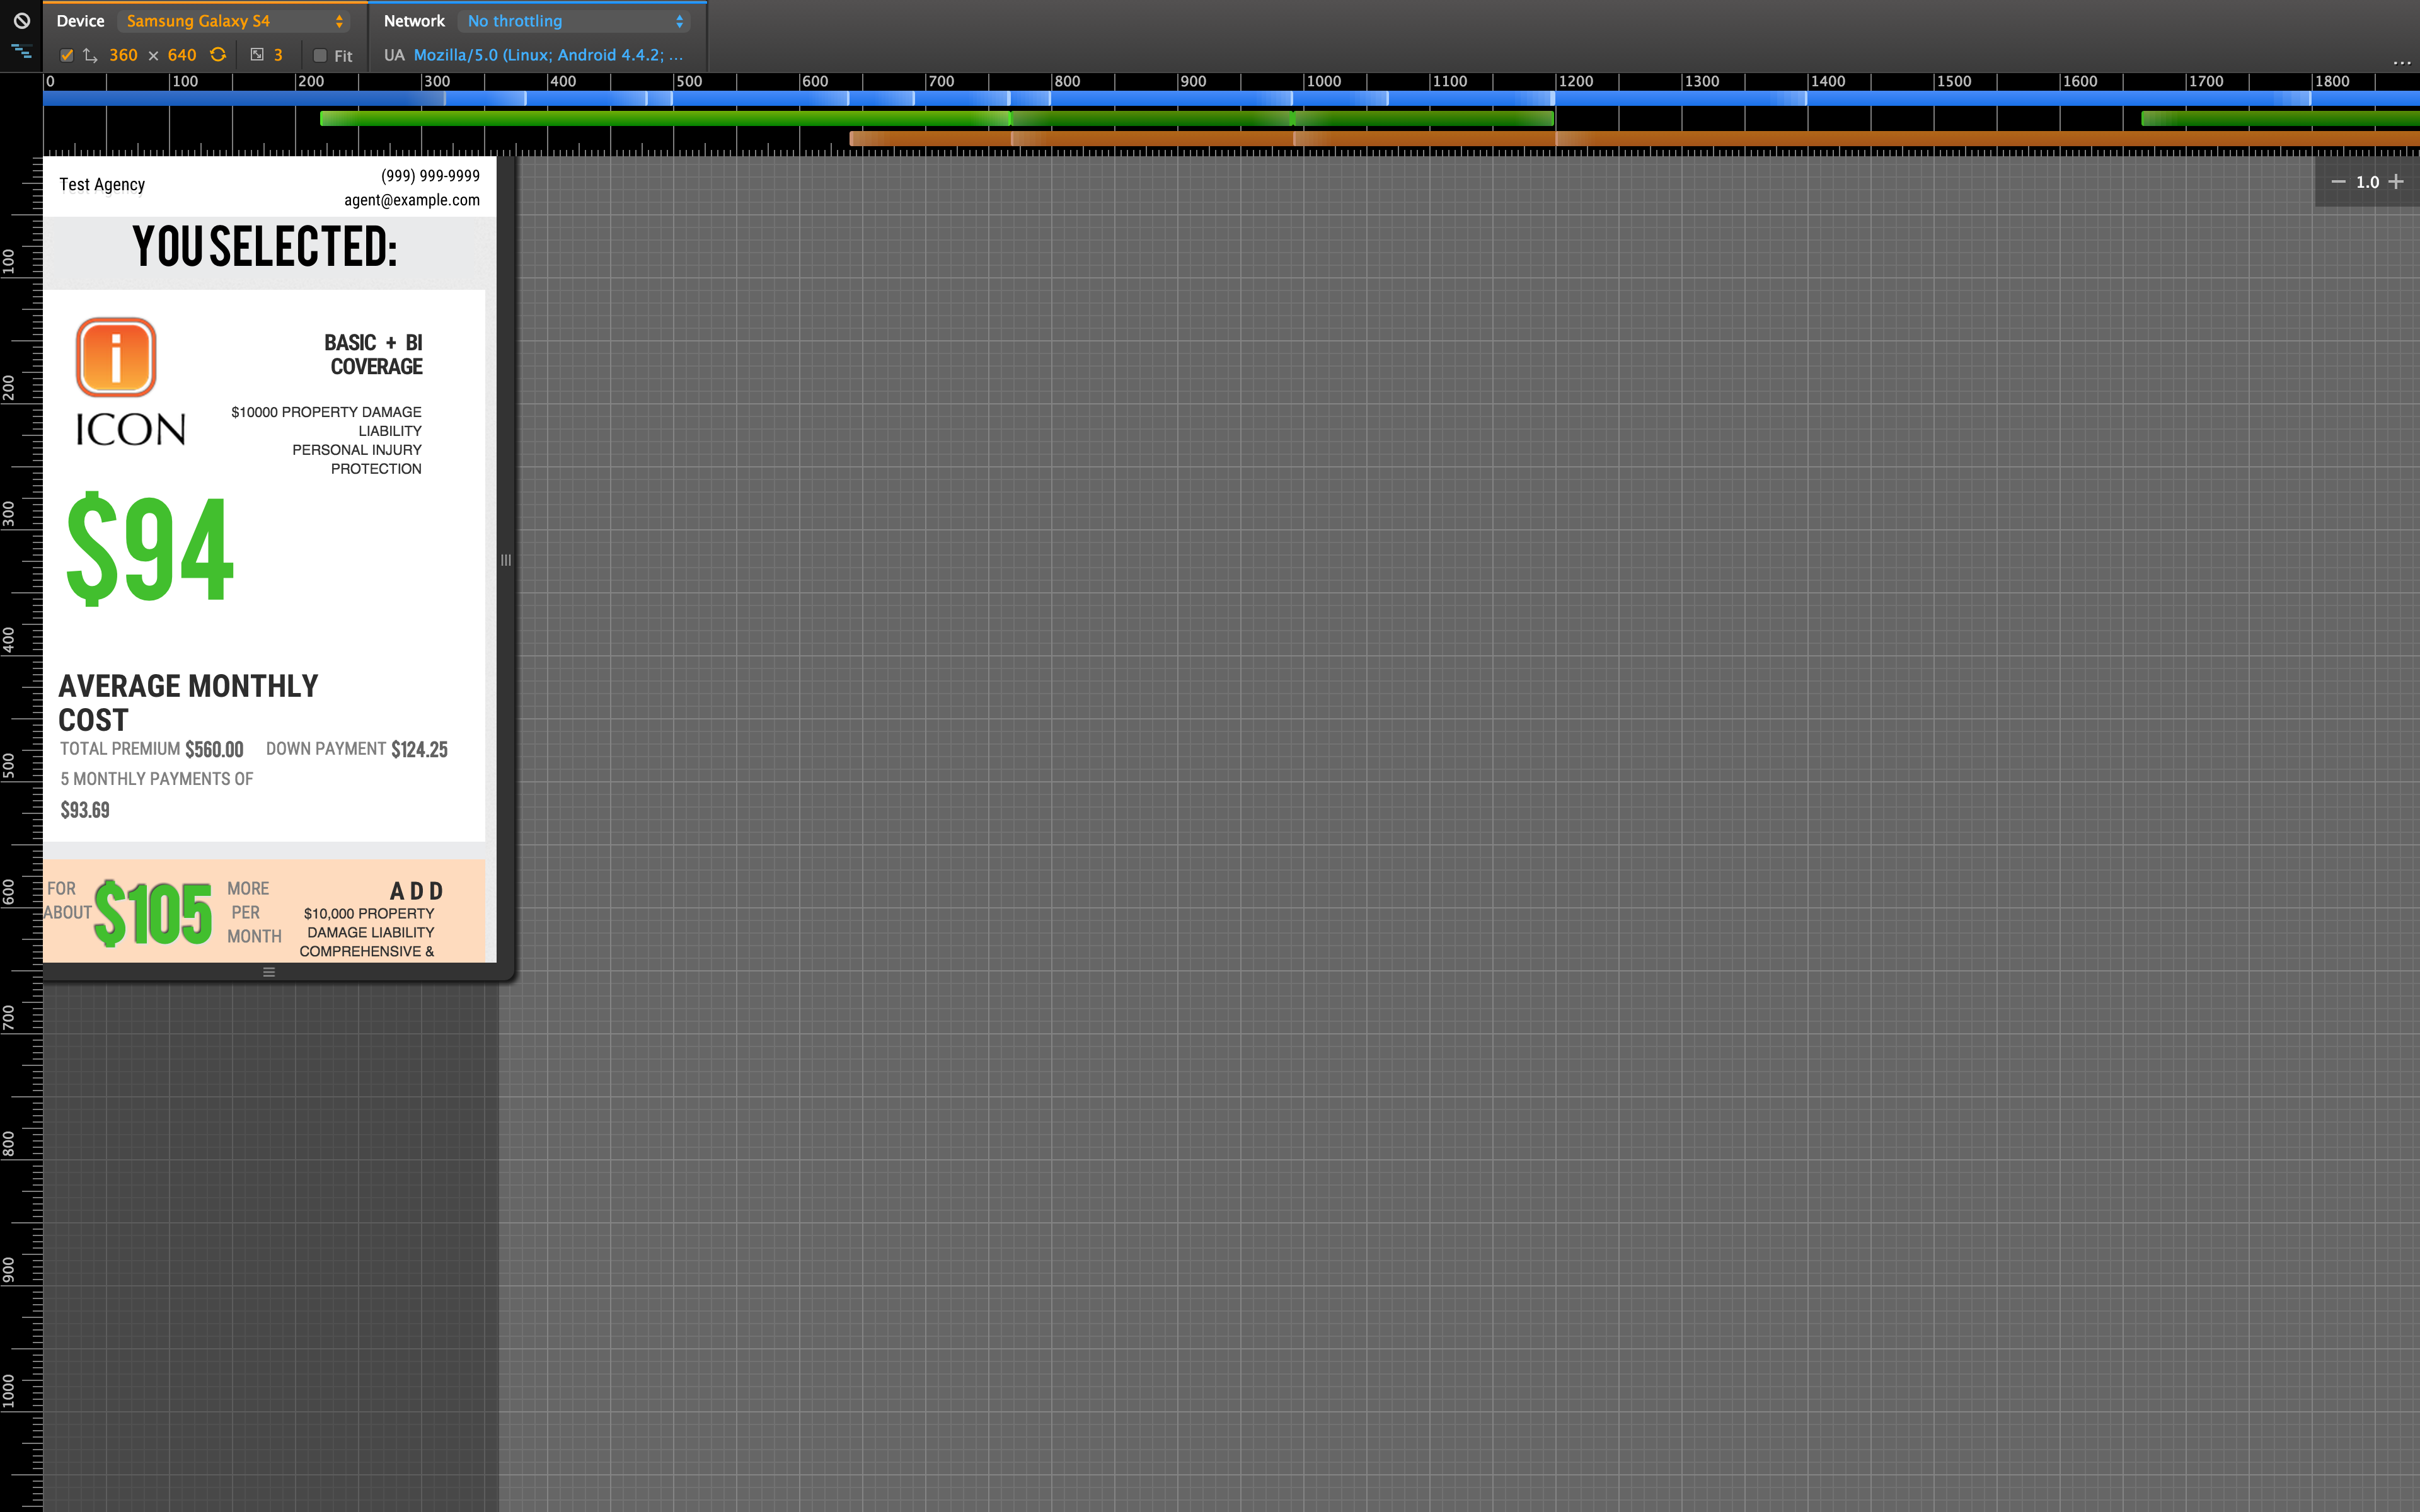 Device Samsung Galaxy S4 Network No throttling
360 × 640 3 Fit UA Mozilla/5.0 (Linux; Android 4.4.2; ...
...
0 100 200 300 400 500 600 700 800 900 1000 1100 1200 1300 1400 1500 1600 1700 1800
1.0
100
200
300
400
500
600
700
800
900
1000
Test Agency
(999) 999-9999
agent@example.com
YOU SELECTED:
i
ICON
BASIC + BI
COVERAGE
$10000 PROPERTY DAMAGE
LIABILITY
PERSONAL INJURY
PROTECTION
$94
AVERAGE MONTHLY
COST
TOTAL PREMIUM $560.00 DOWN PAYMENT $124.25
5 MONTHLY PAYMENTS OF
$93.69
FOR
ABOUT
$105
MORE
PER
MONTH
ADD
$10,000 PROPERTY
DAMAGE LIABILITY
COMPREHENSIVE &